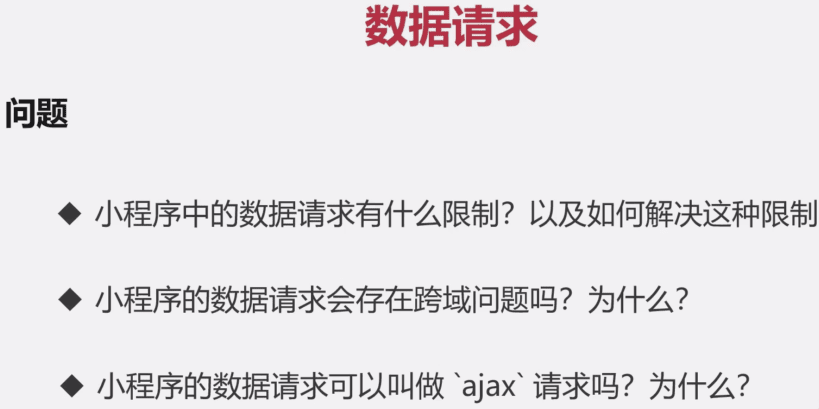 数据请求
问题
◆ 小程序中的数据请求有什么限制？以及如何解决这种限制
◆ 小程序的数据请求会存在跨域问题吗？为什么？
◆ 小程序的数据请求可以叫做 `ajax` 请求吗？为什么？